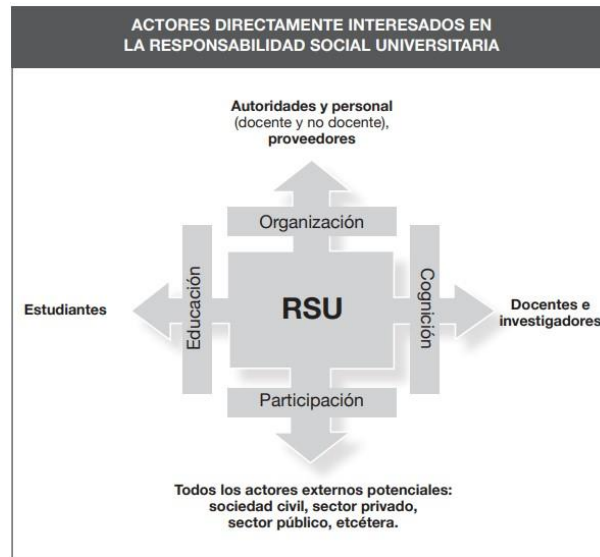 ACTORES DIRECTAMENTE INTERESADOS EN
LA RESPONSABILIDAD SOCIAL UNIVERSITARIA
Autoridades y personal
(docente y no docente),
proveedores
Organización
Estudiantes
Educación
RSU
Cognición
Docentes e
investigadores
Participación
Todos los actores externos potenciales:
sociedad civil, sector privado,
sector público, etcétera.